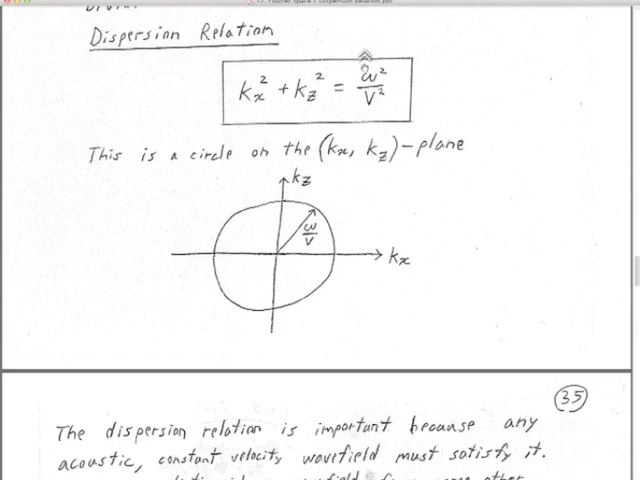 Dispersion Relation
kx² + kz² = ω²/V²
This is a circle on the (kx, kz)-plane
kz
ω/V
kx
35
The dispersion relation is important because any
acoustic, constant velocity wavefield must satisfy it.